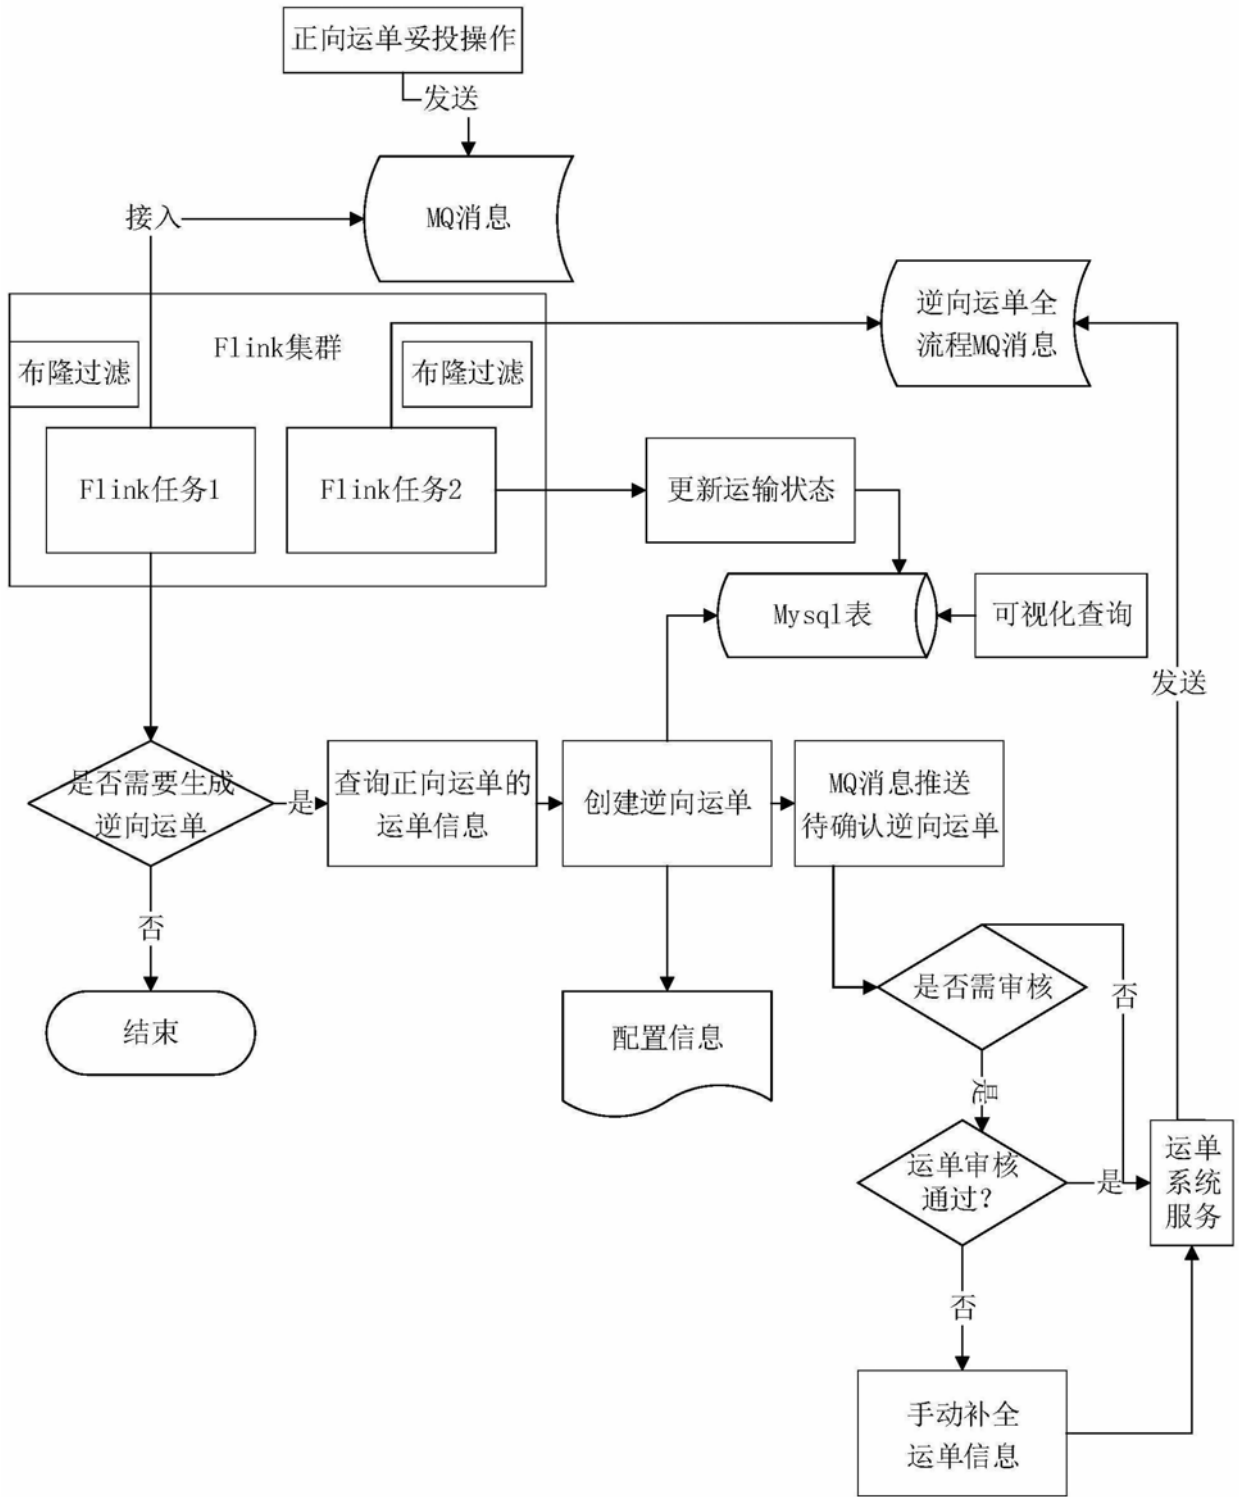 正向运单妥投操作
发送
接入
MQ消息
逆向运单全
流程MQ消息
Flink集群
布隆过滤
布隆过滤
Flink任务1
Flink任务2
更新运输状态
Mysql表
可视化查询
发送
是否需要生成
逆向运单
是
查询正向运单的
运单信息
创建逆向运单
MQ消息推送
待确认逆向运单
否
结束
配置信息
是否需审核
否
是
运单审核
通过?
是
运单
系统
服务
否
手动补全
运单信息